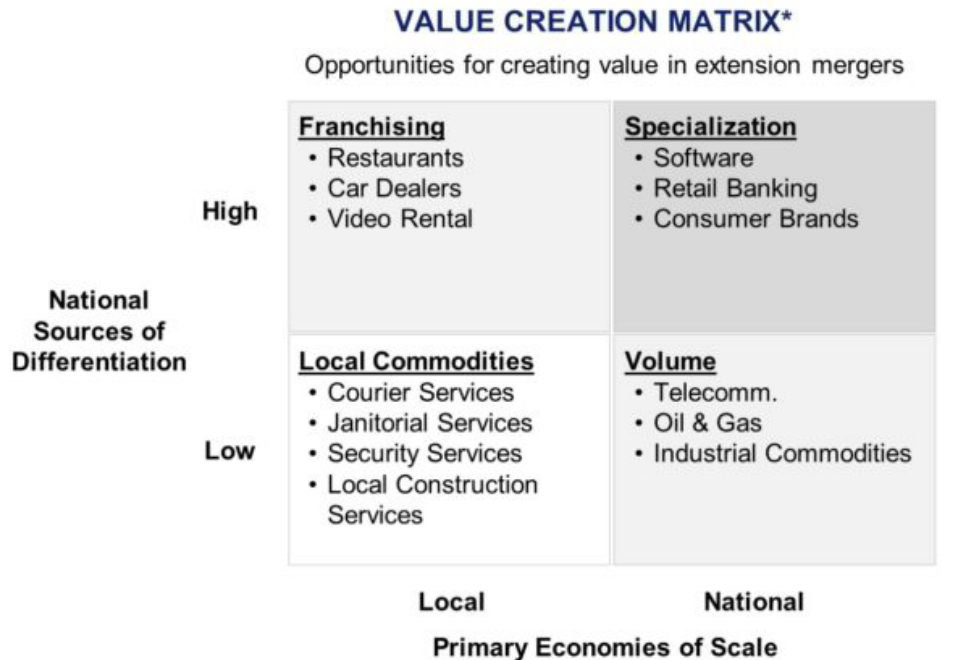 VALUE CREATION MATRIX*
Opportunities for creating value in extension mergers
Franchising
• Restaurants
• Car Dealers
• Video Rental
Specialization
• Software
• Retail Banking
• Consumer Brands
High
National
Sources of
Differentiation
Local Commodities
• Courier Services
• Janitorial Services
• Security Services
• Local Construction
Services
Volume
• Telecomm.
• Oil & Gas
• Industrial Commodities
Low
Local
National
Primary Economies of Scale